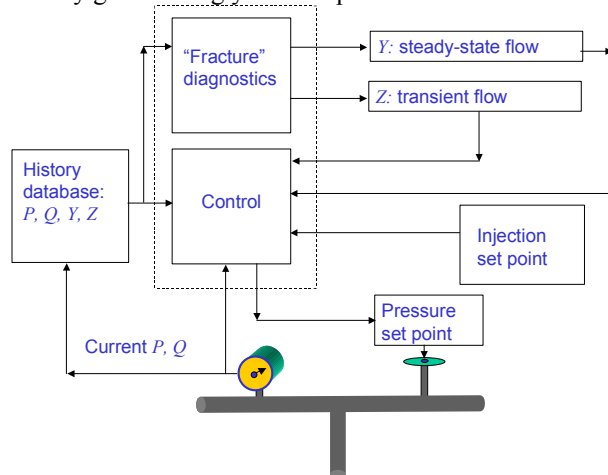 “Fracture”
diagnostics
Y: steady-state flow
Z: transient flow
History
database:
P, Q, Y, Z
Control
Injection
set point
Pressure
set point
Current P, Q